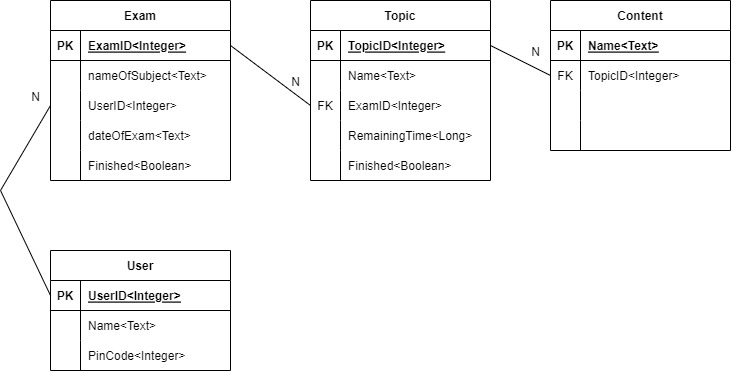 Exam
PK ExamID<Integer>
nameOfSubject<Text>
UserID<Integer>
dateOfExam<Text>
Finished<Boolean>
N
Topic
PK TopicID<Integer>
Name<Text>
FK ExamID<Integer>
RemainingTime<Long>
Finished<Boolean>
N
Content
PK Name<Text>
FK TopicID<Integer>
N
User
PK UserID<Integer>
Name<Text>
PinCode<Integer>